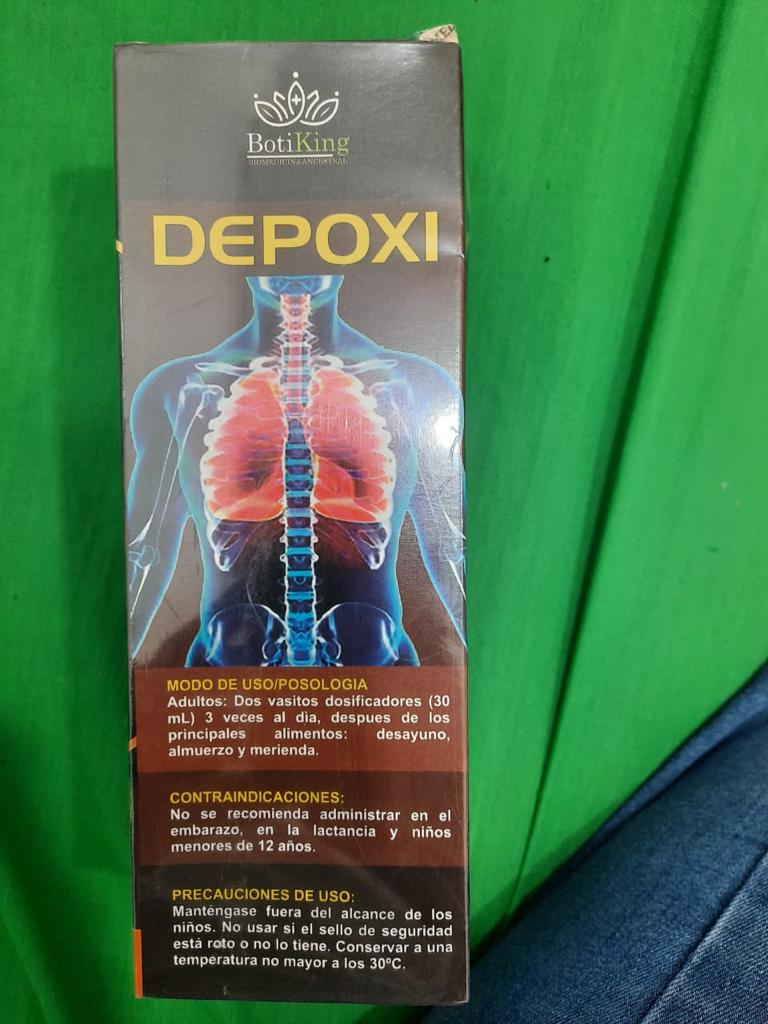 BotiKing
BIOMEDICINA ANCESTRAL
DEPOXI
MODO DE USO/POSOLOGIA
Adultos: Dos vasitos dosificadores (30
mL) 3 veces al dia, despues de los
principales alimentos: desayuno,
almuerzo y merienda.
CONTRAINDICACIONES:
No se recomienda administrar en el
embarazo, en la lactancia y niños
menores de 12 años.
PRECAUCIONES DE USO:
Manténgase fuera del alcance de los
niños. No usar si el sello de seguridad
está roto o no lo tiene. Conservar a una
temperatura no mayor a los 30ºC.